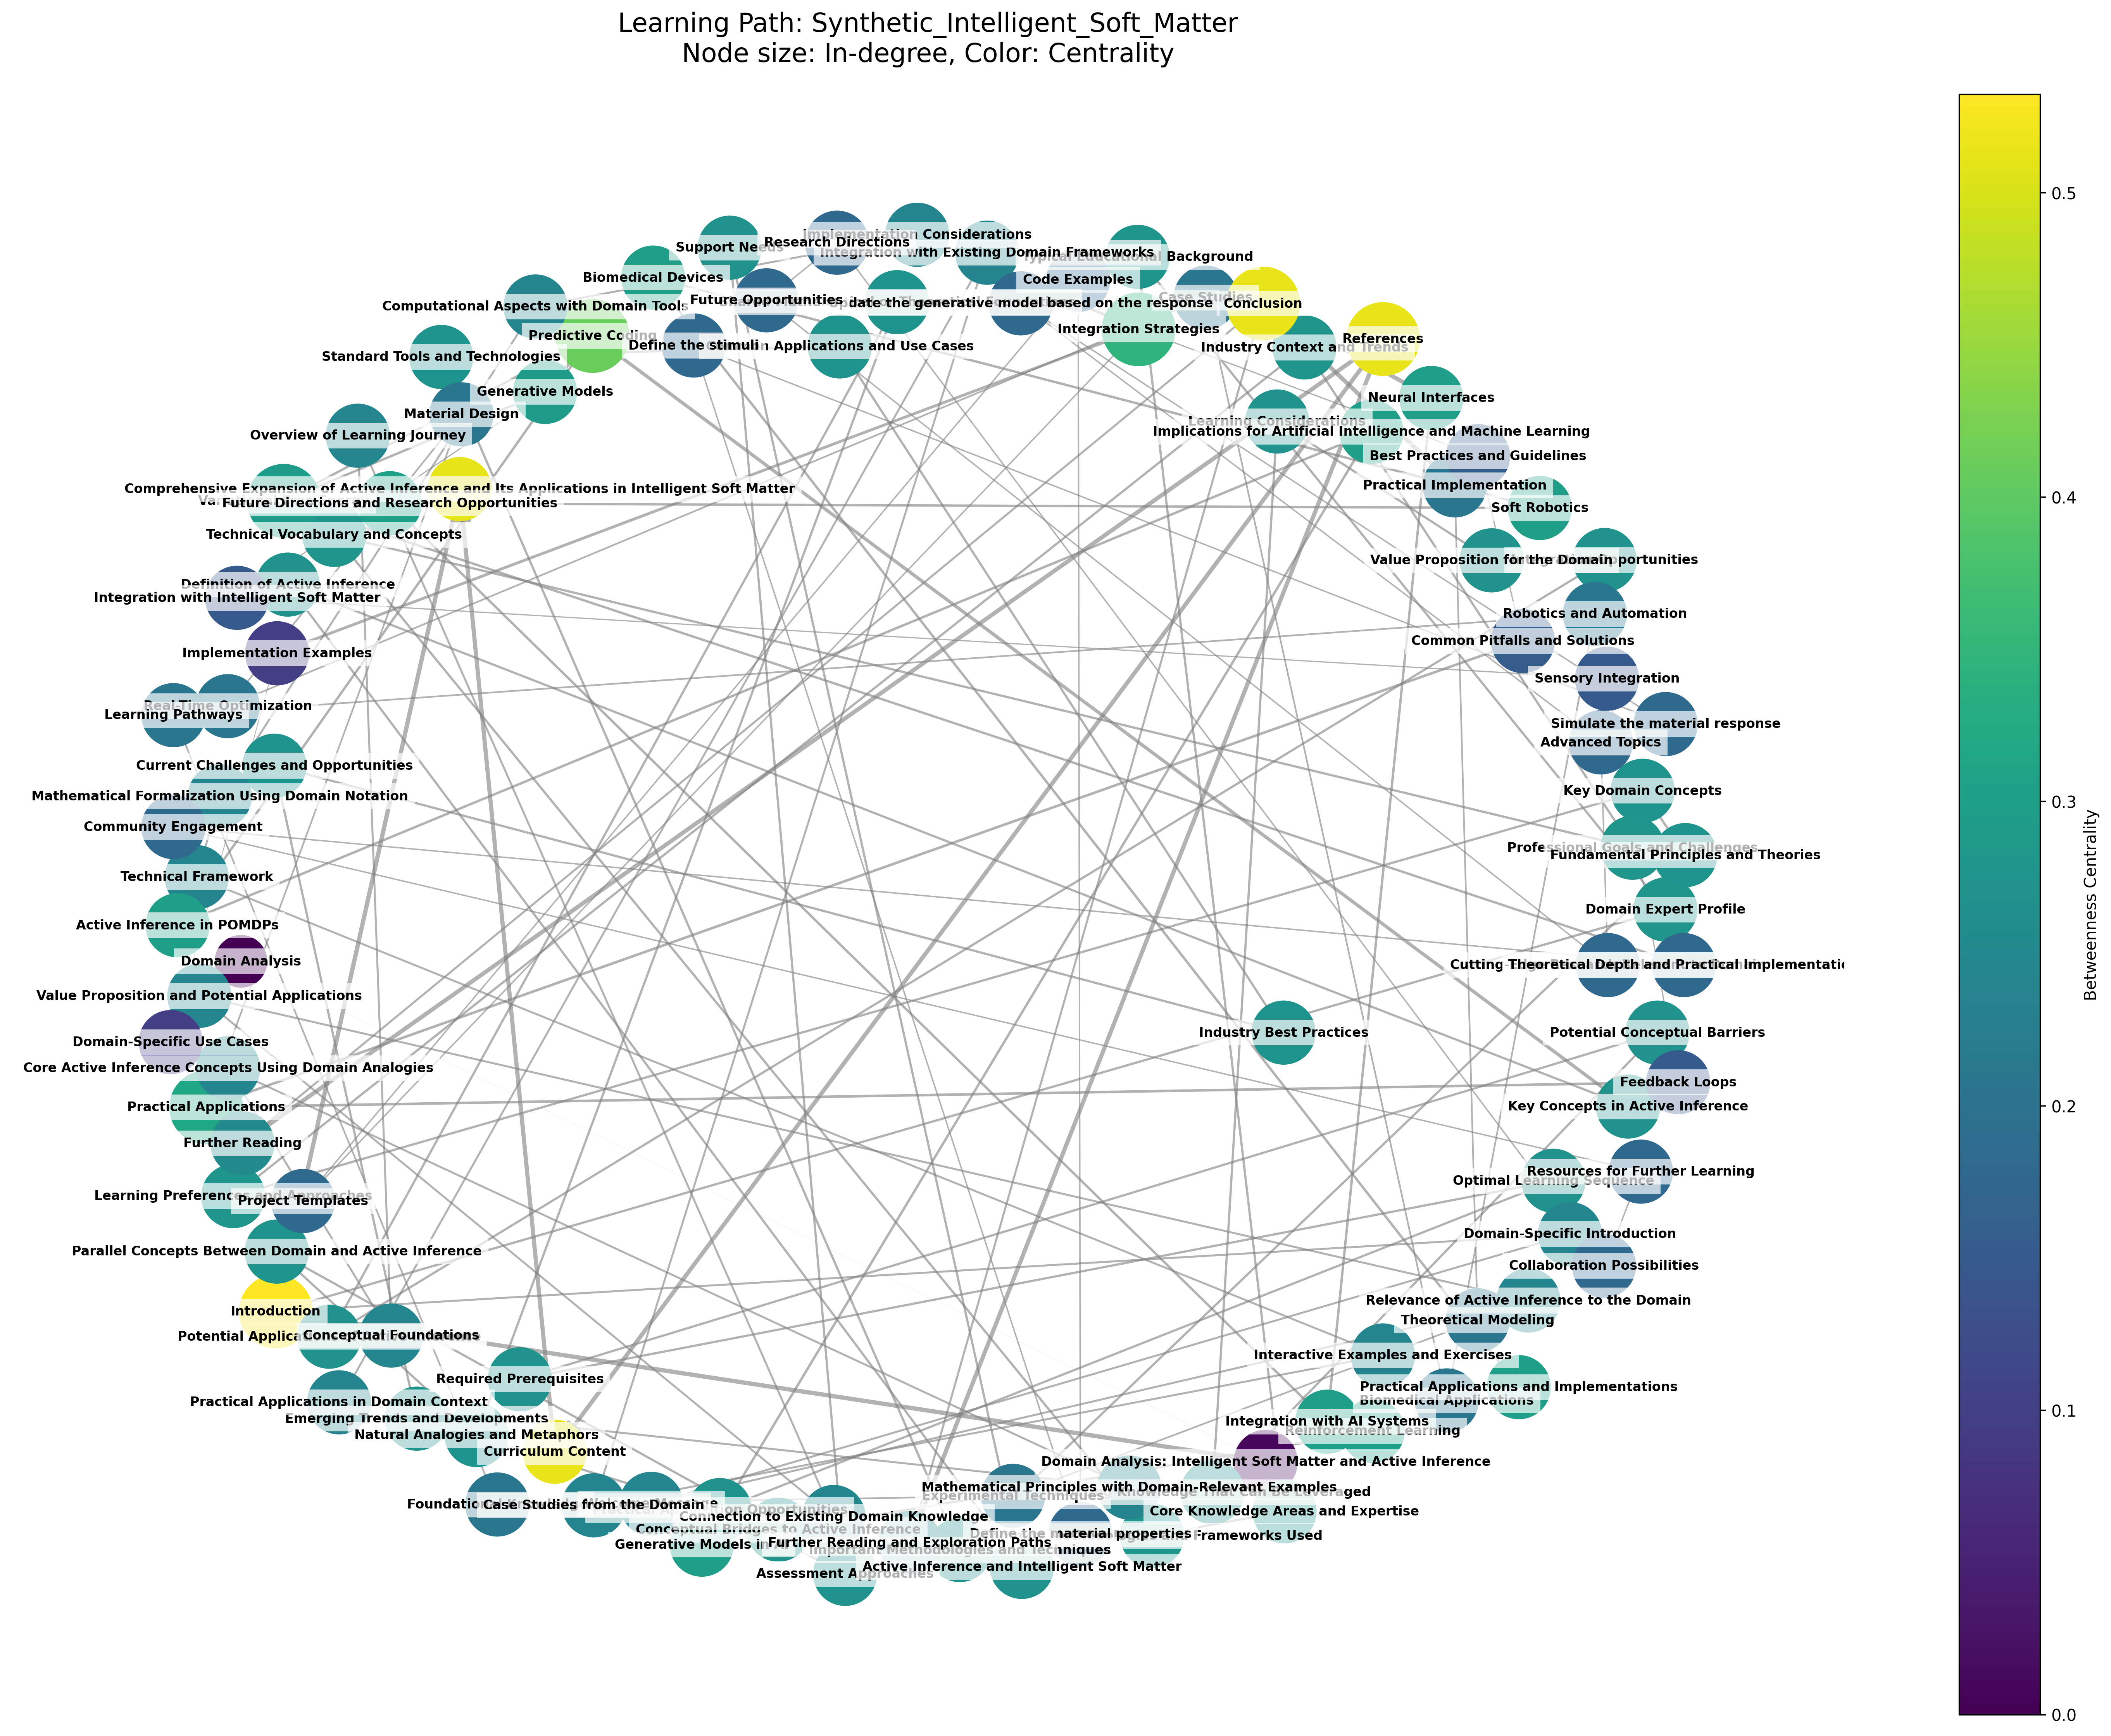 Learning Path: Synthetic_Intelligent_Soft_Matter
Node size: In-degree, Color: Centrality
Implementation Considerations
Research Directions
Support Needs
Integration with Existing Domain Frameworks
Typical Educational Background
Biomedical Devices
Code Examples
Case Studies
Future Opportunities
Update the generative model based on the response
Conclusion
Computational Aspects with Domain Tools
Integration Strategies
Predictive Coding
References
Define the stimuli
Common Applications and Use Cases
Industry Context and Trends
Standard Tools and Technologies
Generative Models
Neural Interfaces
Material Design
Learning Considerations
Implications for Artificial Intelligence and Machine Learning
Overview of Learning Journey
Best Practices and Guidelines
Practical Implementation
Comprehensive Expansion of Active Inference and Its Applications in Intelligent Soft Matter
Future Directions and Research Opportunities
Soft Robotics
Technical Vocabulary and Concepts
Value Proposition for the Domain
Definition of Active Inference
Integration with Intelligent Soft Matter
Robotics and Automation
Common Pitfalls and Solutions
Implementation Examples
Sensory Integration
Real-Time Optimization
Learning Pathways
Simulate the material response
Advanced Topics
Current Challenges and Opportunities
Key Domain Concepts
Mathematical Formalization Using Domain Notation
Community Engagement
Professional Goals and Challenges
Fundamental Principles and Theories
Technical Framework
Active Inference in POMDPs
Domain Expert Profile
Domain Analysis
Theoretical Depth and Practical
Value Proposition and Potential Applications
Industry Best Practices
Potential Conceptual Barriers
Domain-Specific Use Cases
Core Active Inference Concepts Using Domain Analogies
Feedback Loops
Practical Applications
Key Concepts in Active Inference
Further Reading
Resources for Further Learning
Optimal Learning Sequence
Learning Preferences and Approaches
Project Templates
Domain-Specific Introduction
Parallel Concepts Between Domain and Active Inference
Collaboration Possibilities
Introduction
Relevance of Active Inference to the Domain
Theoretical Modeling
Potential
Conceptual Foundations
Interactive Examples and Exercises
Required Prerequisites
Practical Applications and Implementations
Practical Applications in Domain Context
Biomedical Applications
Emerging Trends and Developments
Integration with AI Systems
Reinforcement Learning
Natural Analogies and Metaphors
Curriculum Content
Domain Analysis: Intelligent Soft Matter and Active Inference
Mathematical Principles with Domain-Relevant Examples
Knowledge That Can Be Leveraged
Experimental Techniques
Case Studies from the Domain
Opportunities
Core Knowledge Areas and Expertise
Connection to Existing Domain Knowledge
Conceptual Bridges to Active Inference
Define the material properties
Frameworks Used
Further Reading and Exploration Paths
Generative Models in
Important Methodologies and Techniques
Active Inference and Intelligent Soft Matter
Assessment Approaches
0.5
0.4
0.3
0.2
0.1
0.0
Betweenness Centrality